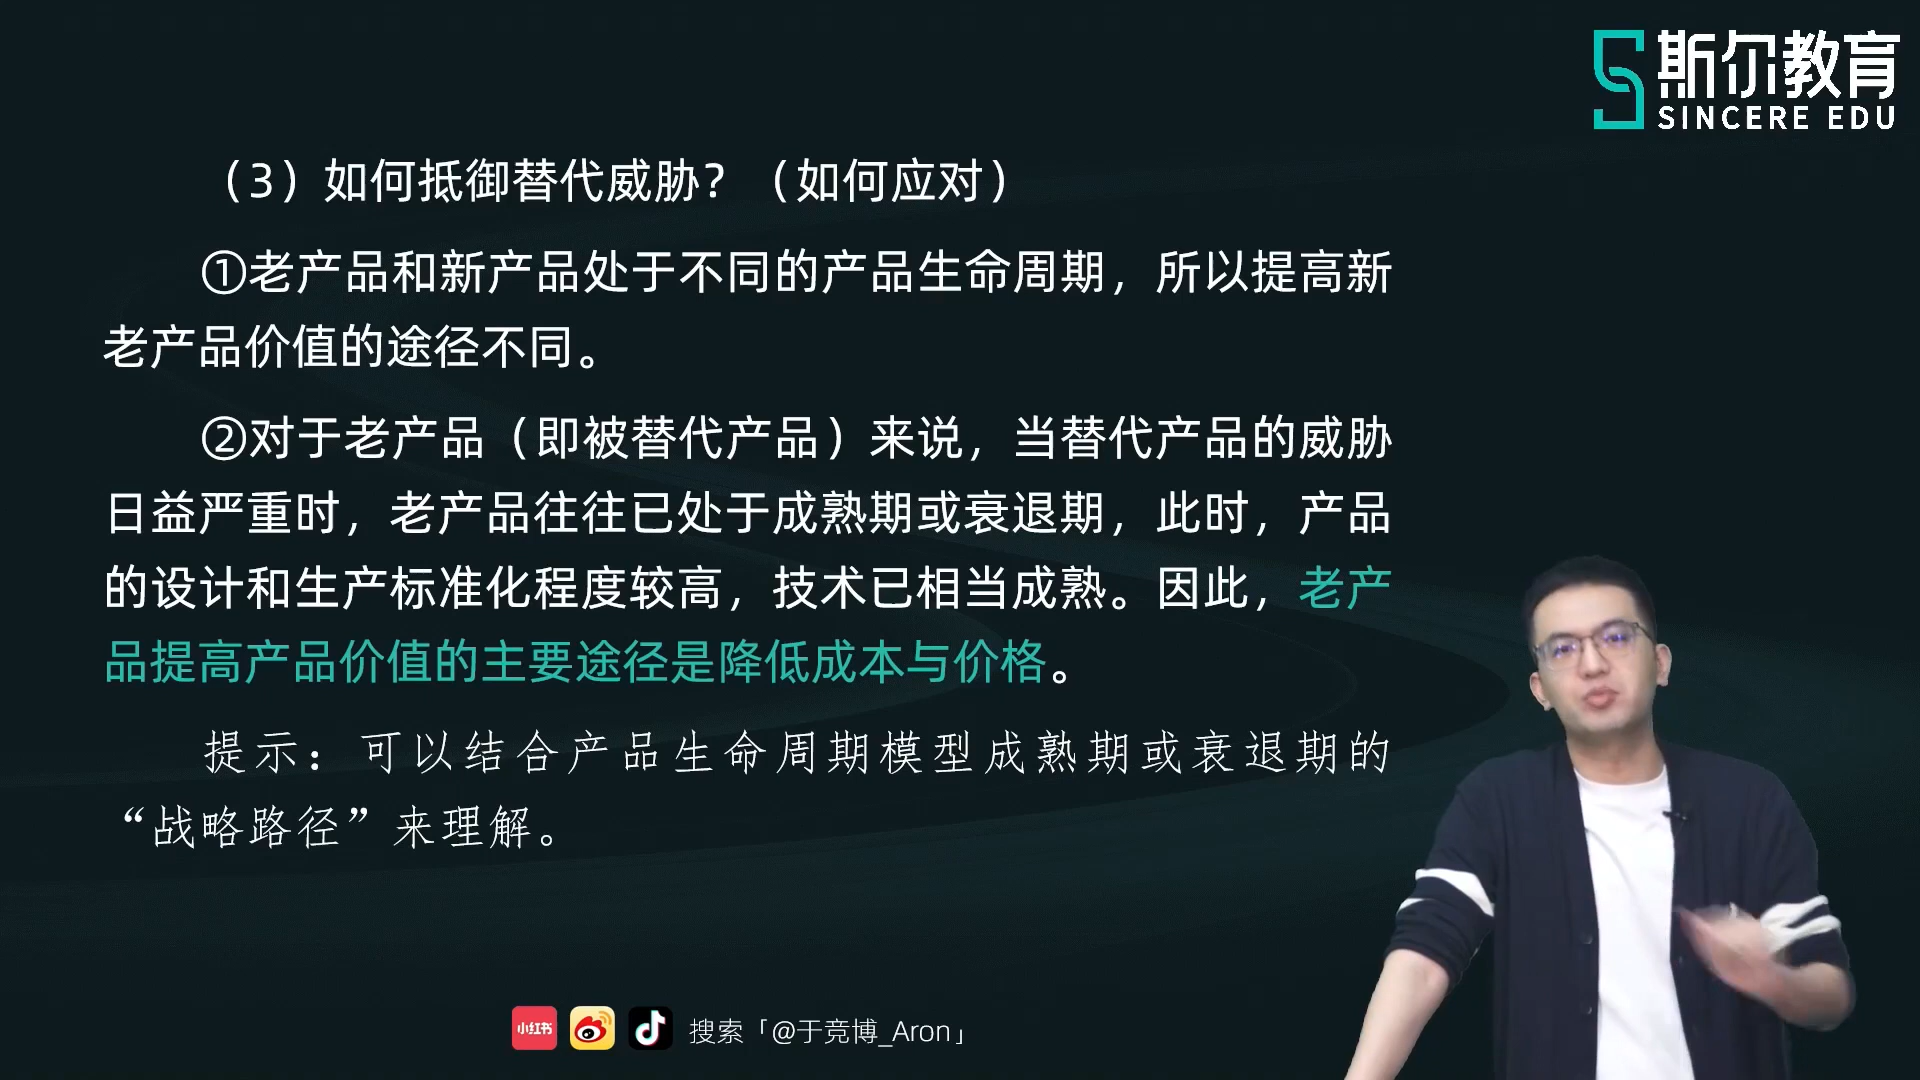 斯尔教育
SINCERE EDU
（3）如何抵御替代威胁？（如何应对）
①老产品和新产品处于不同的产品生命周期，所以提高新
老产品价值的途径不同。
②对于老产品（即被替代产品）来说，当替代产品的威胁
日益严重时，老产品往往已处于成熟期或衰退期，此时，产品
的设计和生产标准化程度较高，技术已相当成熟。因此，老产
品提高产品价值的主要途径是降低成本与价格。
提示：可以结合产品生命周期模型成熟期或衰退期的
“战略路径”来理解。
小红书 搜索「@于竞博_Aron」